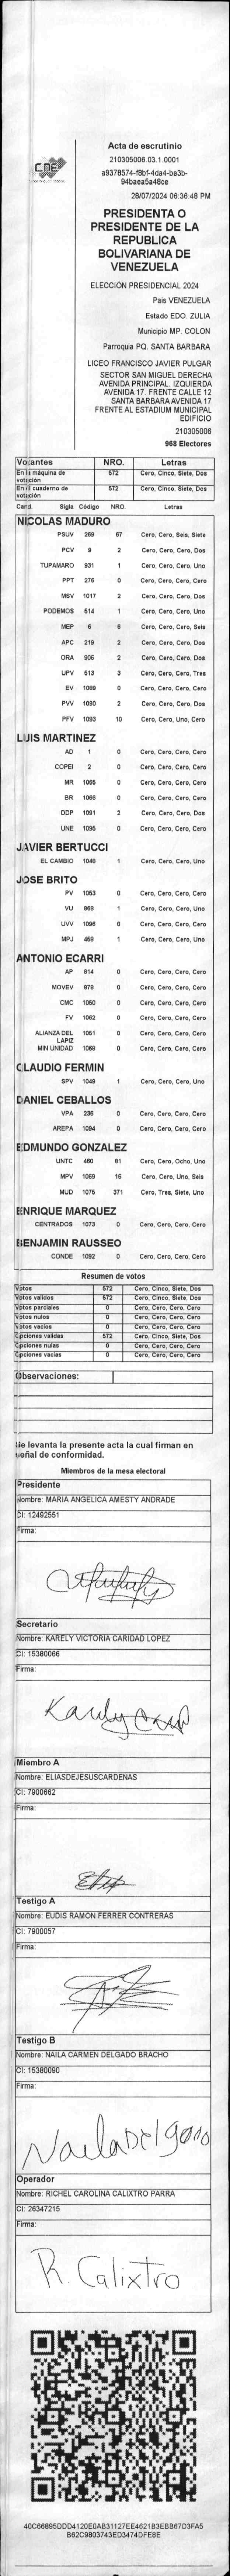 CNE
Acta de escrutinio
210305006.03.1.0001
a9378574-f8bf-4da4-be3b-
94baea5a48ce
28/07/2024 06:36:48 PM
PRESIDENTA O
PRESIDENTE DE LA
REPUBLICA
BOLIVARIANA DE
VENEZUELA
ELECCIÓN PRESIDENCIAL 2024
Pais VENEZUELA
Estado EDO. ZULIA
Municipio MP. COLON
Parroquia PQ. SANTA BARBARA
LICEO FRANCISCO JAVIER PULGAR
SECTOR SAN MIGUEL DERECHA
AVENIDA PRINCIPAL. IZQUIERDA
AVENIDA 17. FRENTE CALLE 12
SANTA BARBARA AVENIDA 17
FRENTE AL ESTADIUM MUNICIPAL
EDIFICIO
210305006
968 Electores
Votantes NRO. Letras
En la máquina de votación 572 Cero, Cinco, Siete, Dos
En el cuaderno de votación 572 Cero, Cinco, Siete, Dos
Cand. Sigla Código NRO. Letras
NICOLAS MADURO
PSUV 269 67 Cero, Cero, Seis, Siete
PCV 9 2 Cero, Cero, Cero, Dos
TUPAMARO 931 1 Cero, Cero, Cero, Uno
PPT 276 0 Cero, Cero, Cero, Cero
MSV 1017 2 Cero, Cero, Cero, Dos
PODEMOS 514 1 Cero, Cero, Cero, Uno
MEP 6 6 Cero, Cero, Cero, Seis
APC 219 2 Cero, Cero, Cero, Dos
ORA 906 2 Cero, Cero, Cero, Dos
UPV 513 3 Cero, Cero, Cero, Tres
EV 1089 0 Cero, Cero, Cero, Cero
PVV 1090 2 Cero, Cero, Cero, Dos
PFV 1093 10 Cero, Cero, Uno, Cero
LUIS MARTINEZ
AD 1 0 Cero, Cero, Cero, Cero
COPEI 2 0 Cero, Cero, Cero, Cero
MR 1065 0 Cero, Cero, Cero, Cero
BR 1066 0 Cero, Cero, Cero, Cero
DDP 1091 2 Cero, Cero, Cero, Dos
UNE 1095 0 Cero, Cero, Cero, Cero
JAVIER BERTUCCI
EL CAMBIO 1048 1 Cero, Cero, Cero, Uno
JOSE BRITO
PV 1053 0 Cero, Cero, Cero, Cero
VU 868 1 Cero, Cero, Cero, Uno
UVV 1096 0 Cero, Cero, Cero, Cero
MPJ 458 1 Cero, Cero, Cero, Uno
ANTONIO ECARRI
AP 814 0 Cero, Cero, Cero, Cero
MOVEV 878 0 Cero, Cero, Cero, Cero
CMC 1050 0 Cero, Cero, Cero, Cero
FV 1062 0 Cero, Cero, Cero, Cero
ALIANZA DEL LAPIZ 1051 0 Cero, Cero, Cero, Cero
MIN UNIDAD 1068 0 Cero, Cero, Cero, Cero
CLAUDIO FERMIN
SPV 1049 1 Cero, Cero, Cero, Uno
DANIEL CEBALLOS
VPA 236 0 Cero, Cero, Cero, Cero
AREPA 1094 0 Cero, Cero, Cero, Cero
EDMUNDO GONZALEZ
UNTC 460 81 Cero, Cero, Ocho, Uno
MPV 1069 16 Cero, Cero, Uno, Seis
MUD 1075 371 Cero, Tres, Siete, Uno
ENRIQUE MARQUEZ
CENTRADOS 1073 0 Cero, Cero, Cero, Cero
BENJAMIN RAUSSEO
CONDE 1092 0 Cero, Cero, Cero, Cero
Resumen de votos
Votos 572 Cero, Cinco, Siete, Dos
Votos validos 572 Cero, Cinco, Siete, Dos
Votos parciales 0 Cero, Cero, Cero, Cero
Votos nulos 0 Cero, Cero, Cero, Cero
Votos vacios 0 Cero, Cero, Cero, Cero
Opciones validas 572 Cero, Cinco, Siete, Dos
Opciones nulas 0 Cero, Cero, Cero, Cero
Opciones vacias 0 Cero, Cero, Cero, Cero
Observaciones:
Se levanta la presente acta la cual firman en
señal de conformidad.
Miembros de la mesa electoral
Presidente
Nombre: MARIA ANGELICA AMESTY ANDRADE
CI: 12492551
Firma:
Secretario
Nombre: KARELY VICTORIA CARIDAD LOPEZ
CI: 15380066
Firma:
Miembro A
Nombre: ELIASDEJESUSCARDENAS
CI: 7900662
Firma:
Testigo A
Nombre: EUDIS RAMON FERRER CONTRERAS
CI: 7900057
Firma:
Testigo B
Nombre: NAILA CARMEN DELGADO BRACHO
CI: 15380090
Firma:
Naila Delgado
Operador
Nombre: RICHEL CAROLINA CALIXTRO PARRA
CI: 26347215
Firma:
R. Calixtro
40C66895DDD4120E0AB31127EE4621B3EBB67D3FA5
B62C9803743ED3474DFE8E